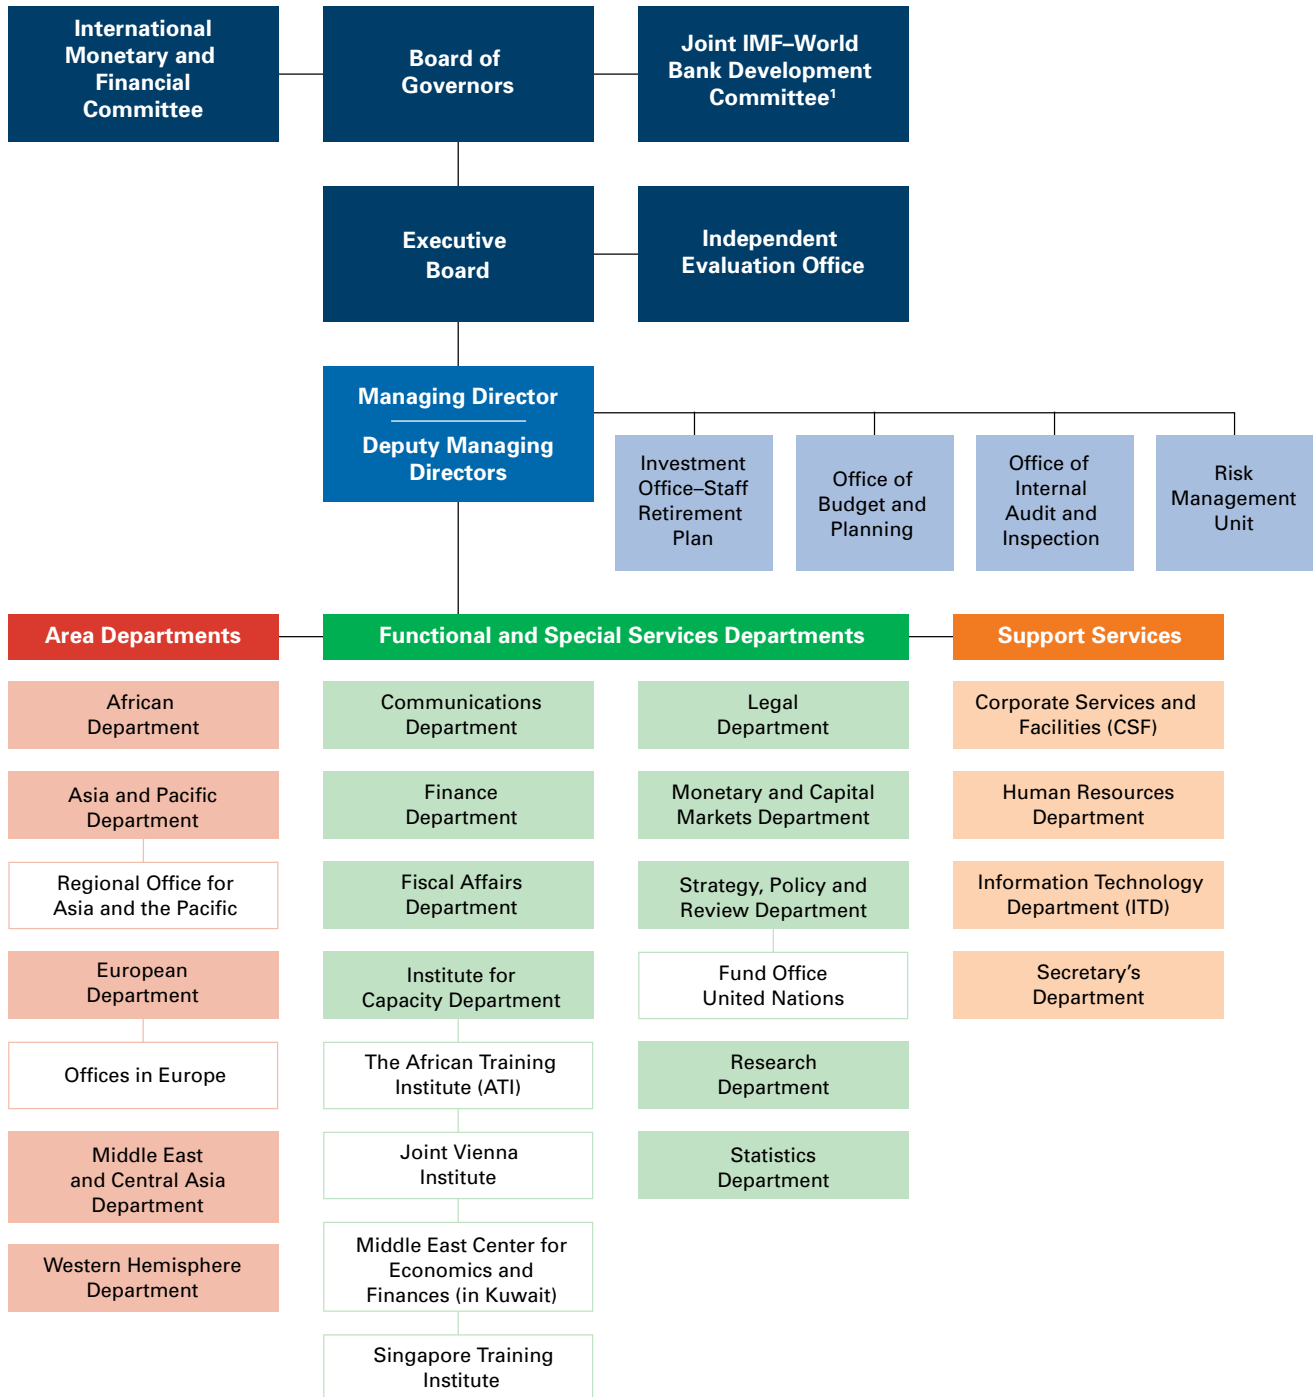 International
Monetary and
Financial
Committee
Board of
Governors
Joint IMF–World
Bank Development
Committee¹
Executive
Board
Independent
Evaluation Office
Managing Director
Deputy Managing
Directors
Investment
Office–Staff
Retirement
Plan
Office of
Budget and
Planning
Office of
Internal
Audit and
Inspection
Risk
Management
Unit
Area Departments
Functional and Special Services Departments
Support Services
African
Department
Asia and Pacific
Department
Regional Office for
Asia and the Pacific
European
Department
Offices in Europe
Middle East
and Central Asia
Department
Western Hemisphere
Department
Communications
Department
Finance
Department
Fiscal Affairs
Department
Institute for
Capacity Department
The African Training
Institute (ATI)
Joint Vienna
Institute
Middle East Center for
Economics and
Finances (in Kuwait)
Singapore Training
Institute
Legal
Department
Monetary and Capital
Markets Department
Strategy, Policy and
Review Department
Fund Office
United Nations
Research
Department
Statistics
Department
Corporate Services and
Facilities (CSF)
Human Resources
Department
Information Technology
Department (ITD)
Secretary’s
Department